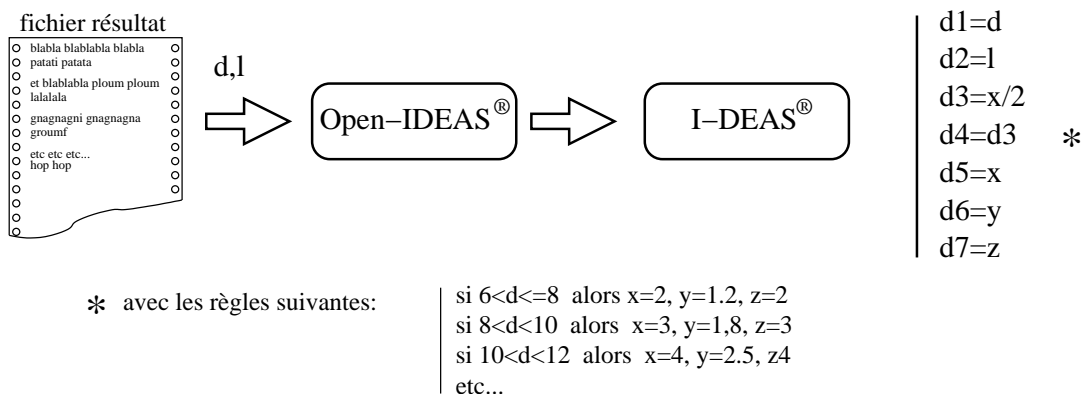 fichier résultat
blabla blablabla blabla
patati patata
et blablabla ploum ploum
lalalala
gnagnagni gnagnagna
groumf
etc etc etc...
hop hop
d,l
Open−IDEAS®
I−DEAS®
d1=d
d2=l
d3=x/2
d4=d3 *
d5=x
d6=y
d7=z
* avec les règles suivantes:
si 6<d<=8 alors x=2, y=1.2, z=2
si 8<d<10 alors x=3, y=1,8, z=3
si 10<d<12 alors x=4, y=2.5, z4
etc...